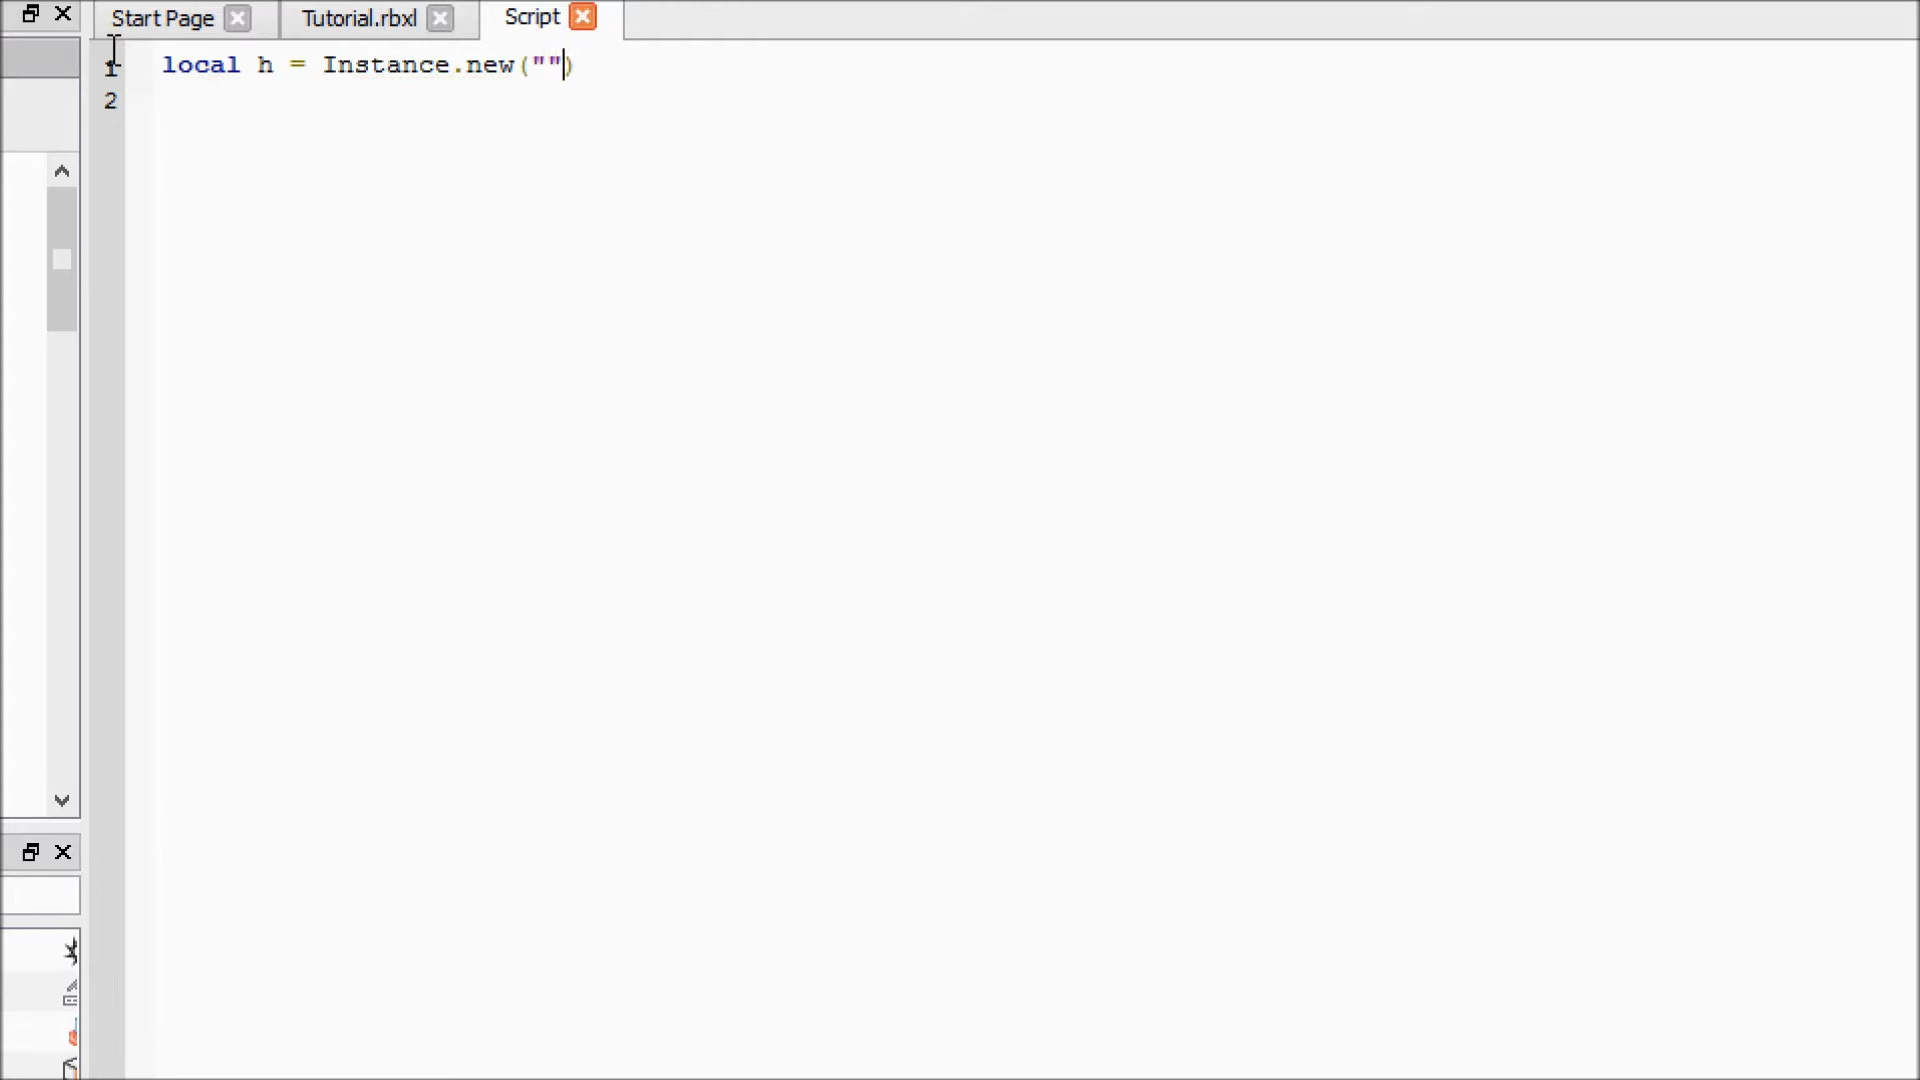 Start Page
Tutorial.rbxl
Script
1 local h = Instance.new("")
2